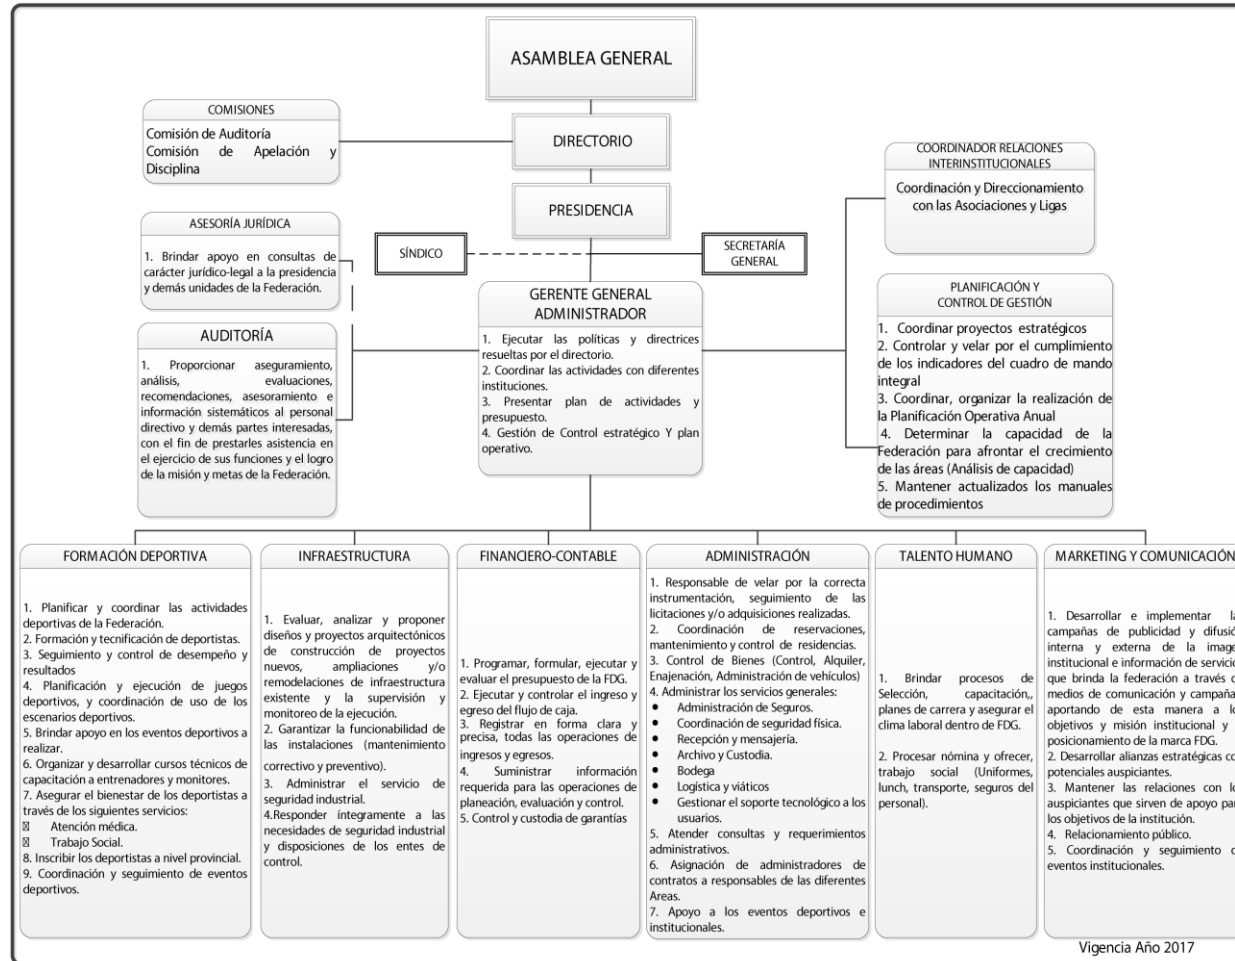 ASAMBLEA GENERAL
DIRECTORIO
PRESIDENCIA
COMISIONES
Comisión de Auditoría
Comisión de Apelación y
Disciplina
ASESORÍA JURÍDICA
1. Brindar apoyo en consultas de
carácter jurídico-legal a la presidencia
y demás unidades de la Federación.
SÍNDICO
SECRETARÍA
GENERAL
COORDINADOR RELACIONES
INTERINSTITUCIONALES
Coordinación y Direccionamiento
con las Asociaciones y Ligas
AUDITORÍA
1. Proporcionar aseguramiento,
análisis, evaluaciones,
recomendaciones, asesoramiento e
información sistemáticos al personal
directivo y demás partes interesadas,
con el fin de prestarles asistencia en
el ejercicio de sus funciones y el logro
de la misión y metas de la Federación.
GERENTE GENERAL
ADMINISTRADOR
1. Ejecutar las políticas y directrices
resueltas por el directorio.
2. Coordinar las actividades con diferentes
instituciones.
3. Presentar plan de actividades y
presupuesto.
4. Gestión de Control estratégico Y plan
operativo.
PLANIFICACIÓN Y
CONTROL DE GESTIÓN
1. Coordinar proyectos estratégicos
2. Controlar y velar por el cumplimiento
de los indicadores del cuadro de mando
integral
3. Coordinar, organizar la realización de
la Planificación Operativa Anual
4. Determinar la capacidad de la
Federación para afrontar el crecimiento
de las áreas (Análisis de capacidad)
5. Mantener actualizados los manuales
de procedimientos
FORMACIÓN DEPORTIVA
1. Planificar y coordinar las actividades
deportivas de la Federación.
2. Formación y tecnificación de deportistas.
3. Seguimiento y control de desempeño y
resultados
4. Planificación y ejecución de juegos
deportivos, y coordinación de uso de los
escenarios deportivos.
5. Brindar apoyo en los eventos deportivos a
realizar.
6. Organizar y desarrollar cursos técnicos de
capacitación a entrenadores y monitores.
7. Asegurar el bienestar de los deportistas a
través de los siguientes servicios:
Atención médica.
Trabajo Social.
8. Inscribir los deportistas a nivel provincial.
9. Coordinación y seguimiento de eventos
deportivos.
INFRAESTRUCTURA
1. Evaluar, analizar y proponer
diseños y proyectos arquitectónicos
de construcción de proyectos
nuevos, ampliaciones y/o
remodelaciones de infraestructura
existente y la supervisión y
monitoreo de la ejecución.
2. Garantizar la funcionabilidad de
las instalaciones (mantenimiento
correctivo y preventivo).
3. Administrar el servicio de
seguridad industrial.
4.Responder íntegramente a las
necesidades de seguridad industrial
y disposiciones de los entes de
control.
FINANCIERO-CONTABLE
1. Programar, formular, ejecutar y
evaluar el presupuesto de la FDG.
2. Ejecutar y controlar el ingreso y
egreso del flujo de caja.
3. Registrar en forma clara y
precisa, todas las operaciones de
ingresos y egresos.
4. Suministrar información
requerida para las operaciones de
planeación, evaluación y control.
5. Control y custodia de garantías
ADMINISTRACIÓN
1. Responsable de velar por la correcta
instrumentación, seguimiento de las
licitaciones y/o adquisiciones realizadas.
2. Coordinación de reservaciones,
mantenimiento y control de residencias.
3. Control de Bienes (Control, Alquiler,
Enajenación, Administración de vehículos)
4. Administrar los servicios generales:
• Administración de Seguros.
• Coordinación de seguridad física.
• Recepción y mensajería.
• Archivo y Custodia.
• Bodega
• Logística y viáticos
• Gestionar el soporte tecnológico a los
usuarios.
5. Atender consultas y requerimientos
administrativos.
6. Asignación de administradores de
contratos a responsables de las diferentes
Areas.
7. Apoyo a los eventos deportivos e
institucionales.
TALENTO HUMANO
1. Brindar procesos de
Selección, capacitación,,
planes de carrera y asegurar el
clima laboral dentro de FDG.
2. Procesar nómina y ofrecer,
trabajo social (Uniformes,
lunch, transporte, seguros del
personal).
MARKETING Y COMUNICACIÓN
1. Desarrollar e implementar
campañas de publicidad y
interna y externa de la
institucional e información de
que brinda la federación a través
medios de comunicación y
aportando de esta manera a
objetivos y misión institucional y
posicionamiento de la marca FDG.
2. Desarrollar alianzas estratégicas
potenciales auspiciantes.
3. Mantener las relaciones con
auspiciantes que sirven de apoyo
los objetivos de la institución.
4. Relacionamiento público.
5. Coordinación y seguimiento
eventos institucionales.
Vigencia Año 2017